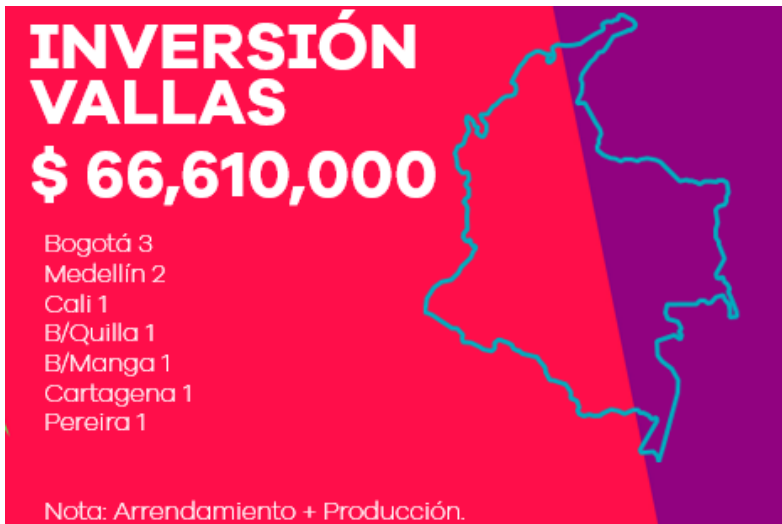 INVERSIÓN
VALLAS
$ 66,610,000
Bogotá 3
Medellín 2
Cali 1
B/Quilla 1
B/Manga 1
Cartagena 1
Pereira 1
Nota: Arrendamiento + Producción.